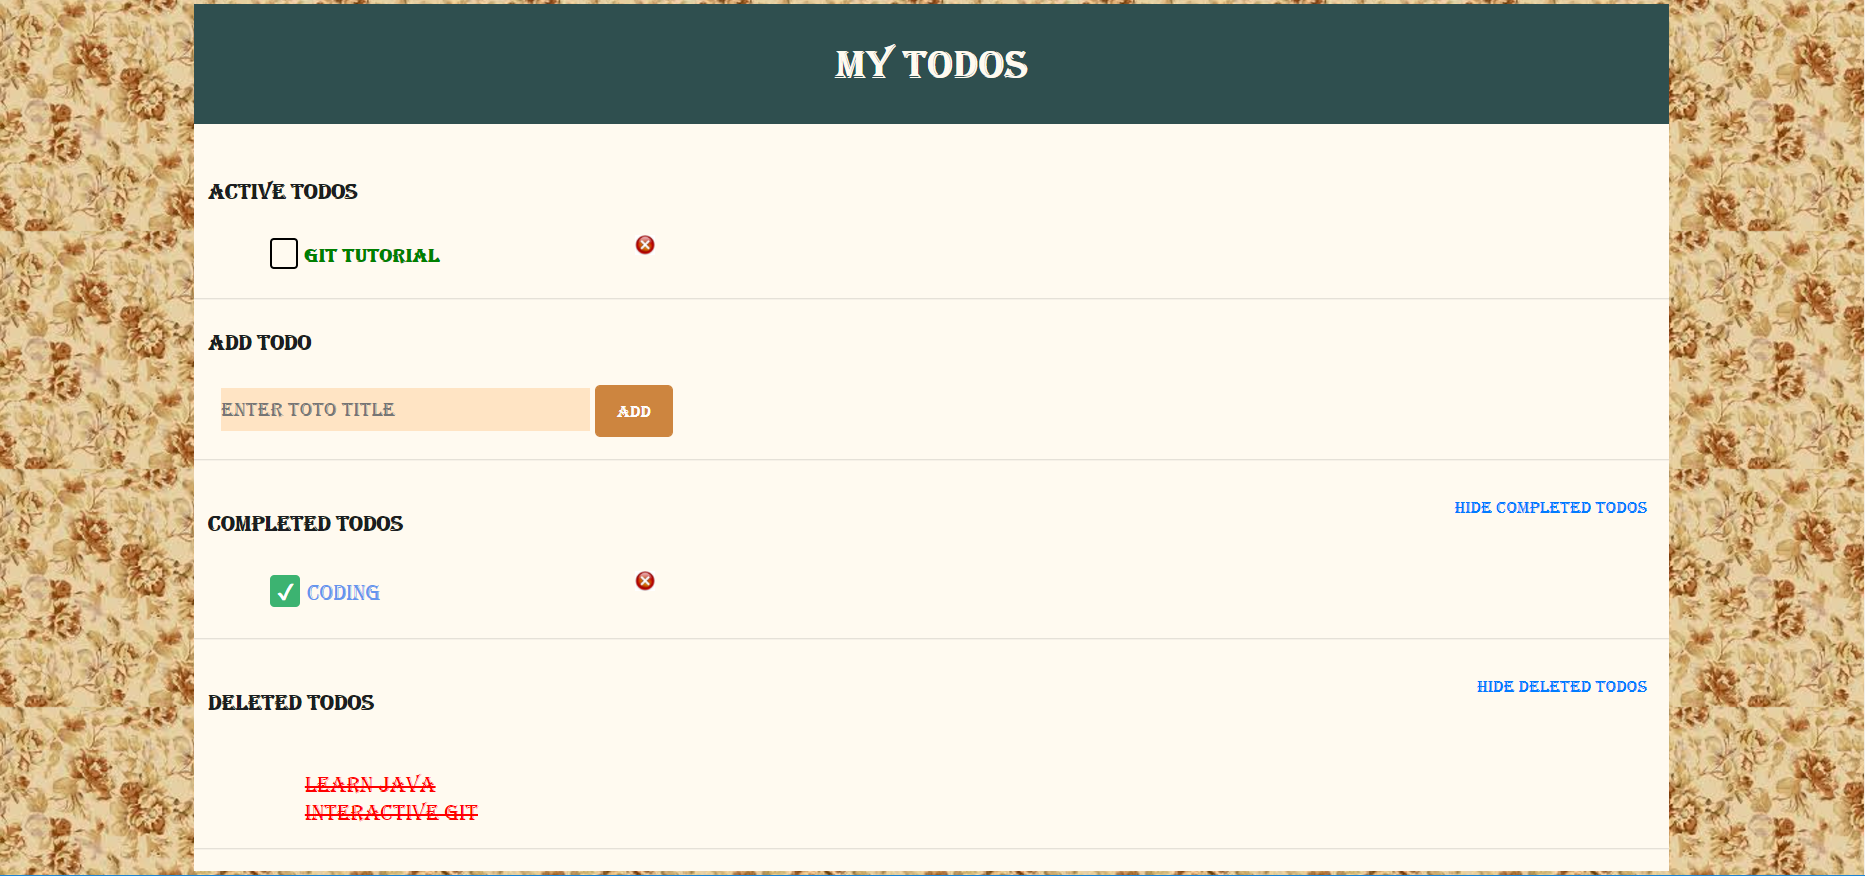 MY TODOS
ACTIVE TODOS
GIT TUTORIAL
ADD TODO
ENTER TOTO TITLE
ADD
HIDE COMPLETED TODOS
COMPLETED TODOS
CODING
HIDE DELETED TODOS
DELETED TODOS
LEARN JAVA
INTERACTIVE GIT